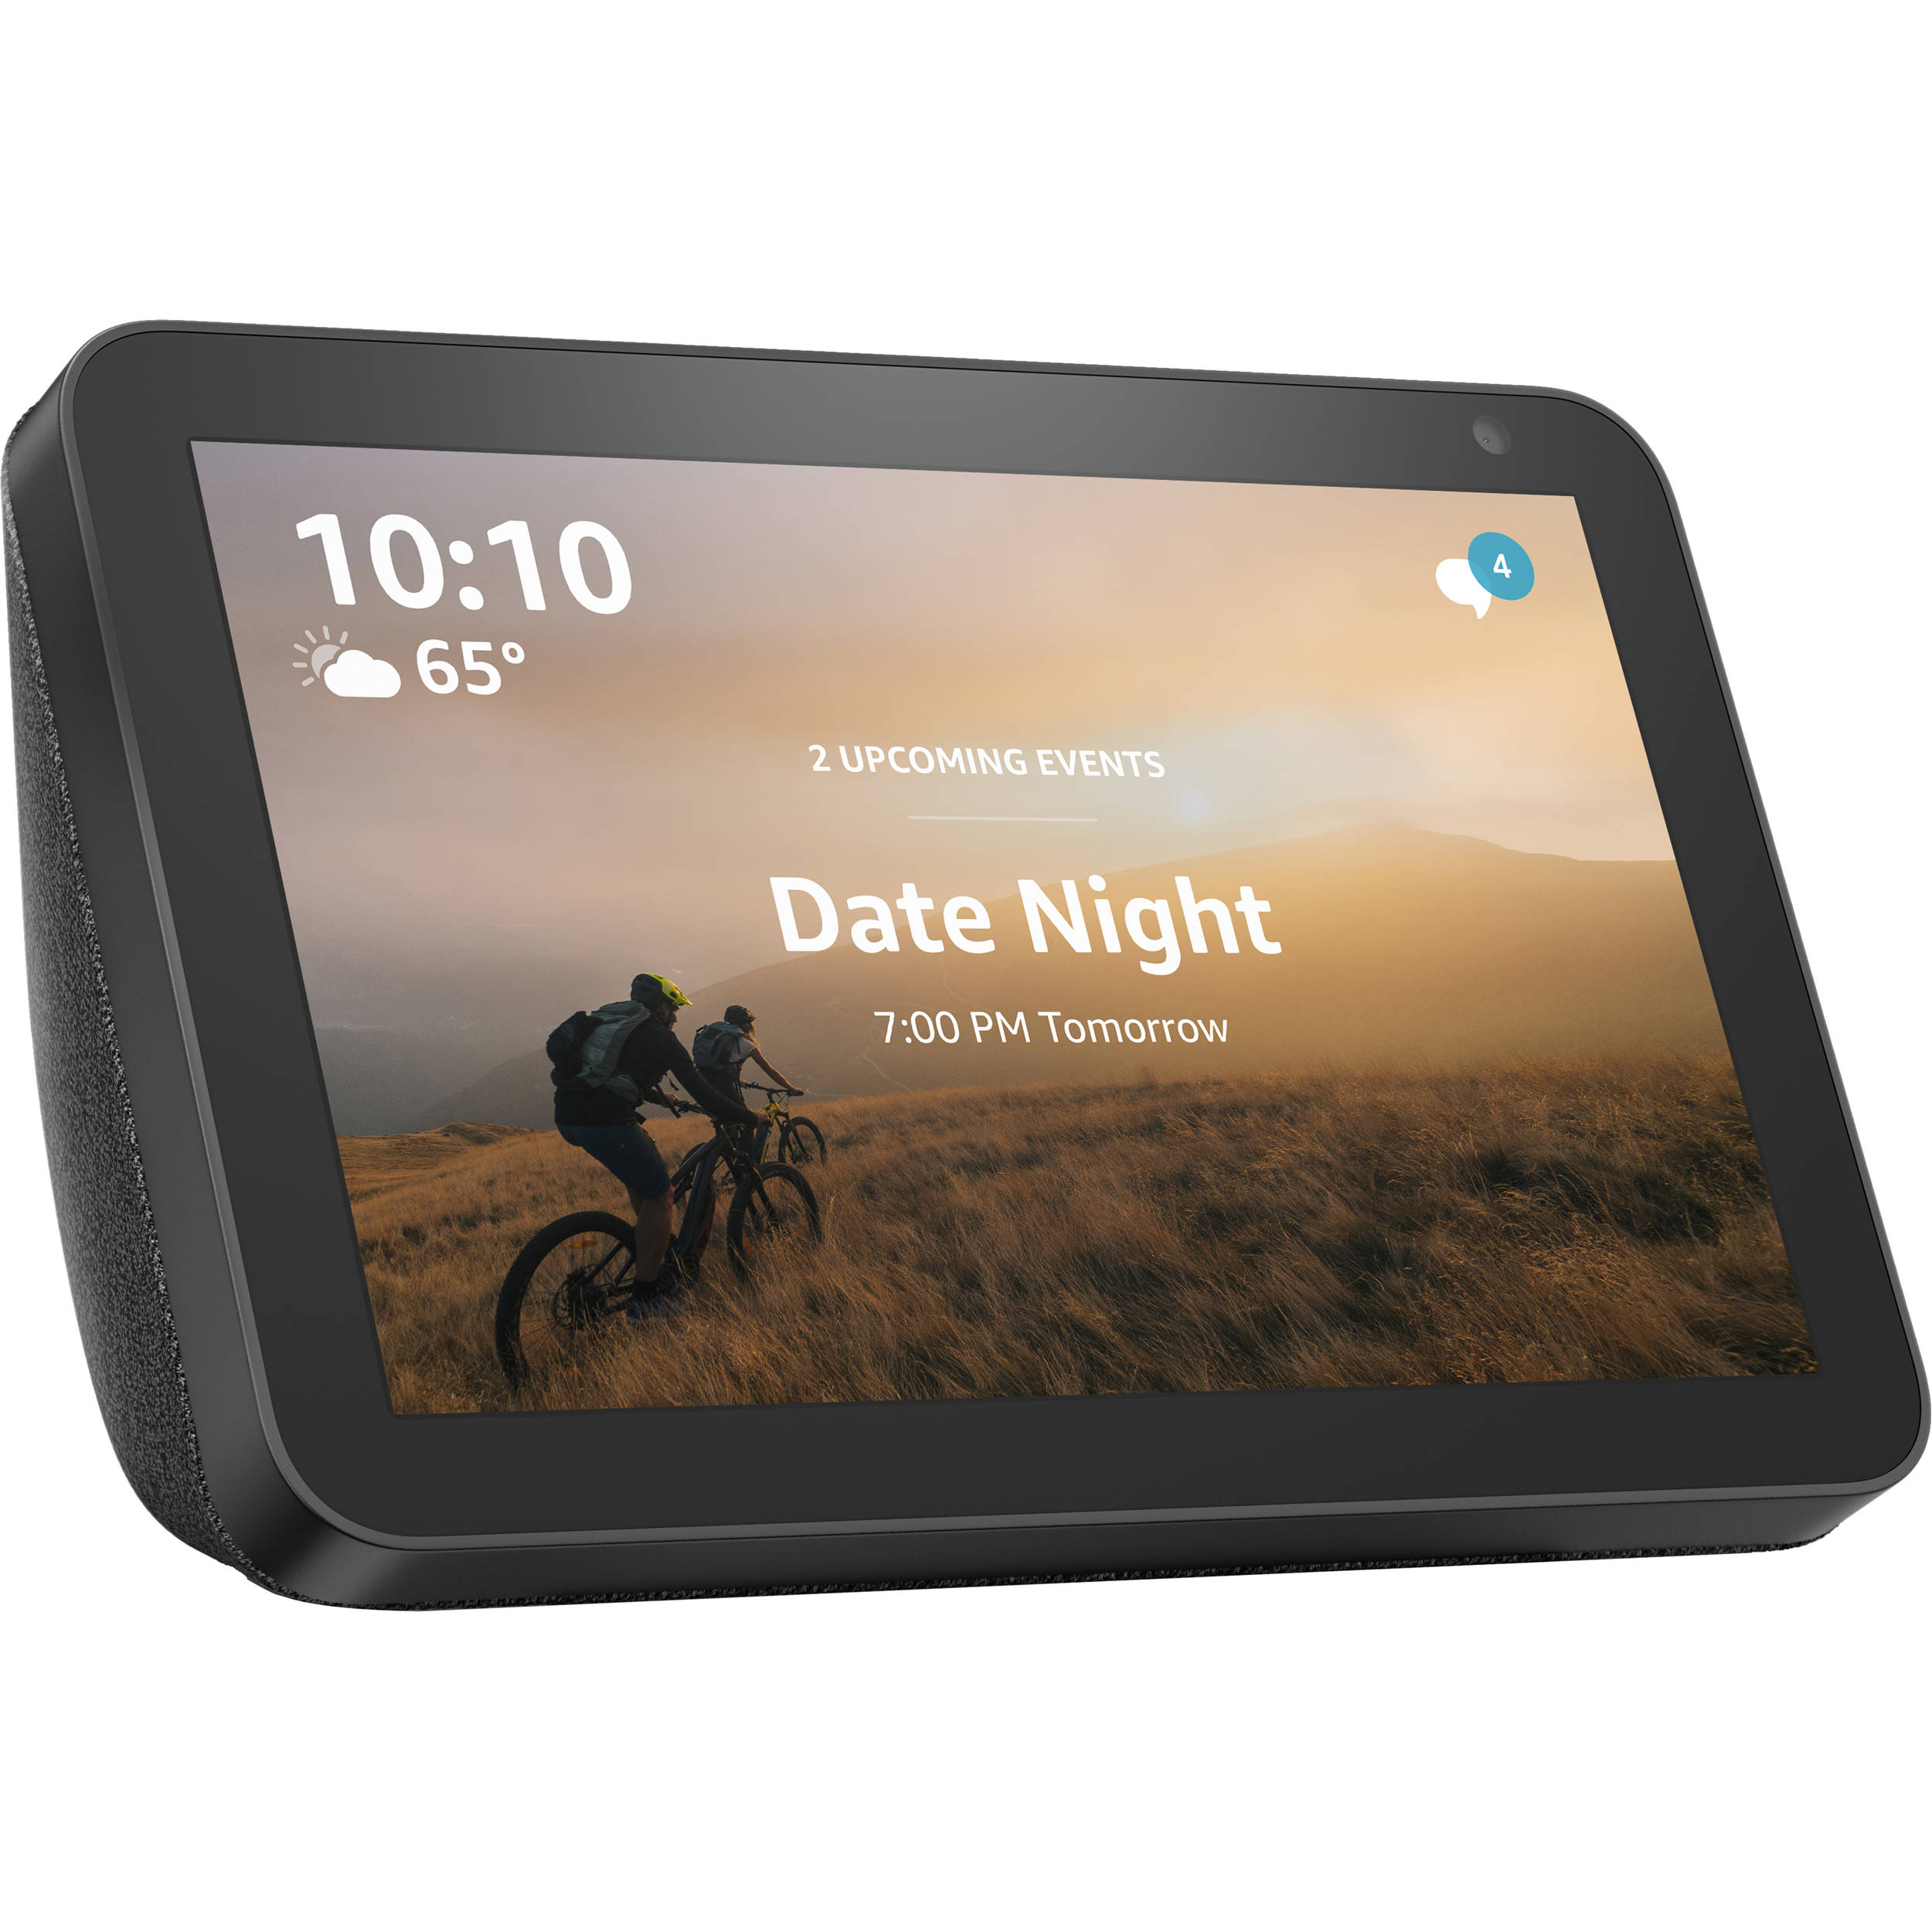 10:10
4
65°
2 UPCOMING EVENTS
Date Night
7:00 PM Tomorrow